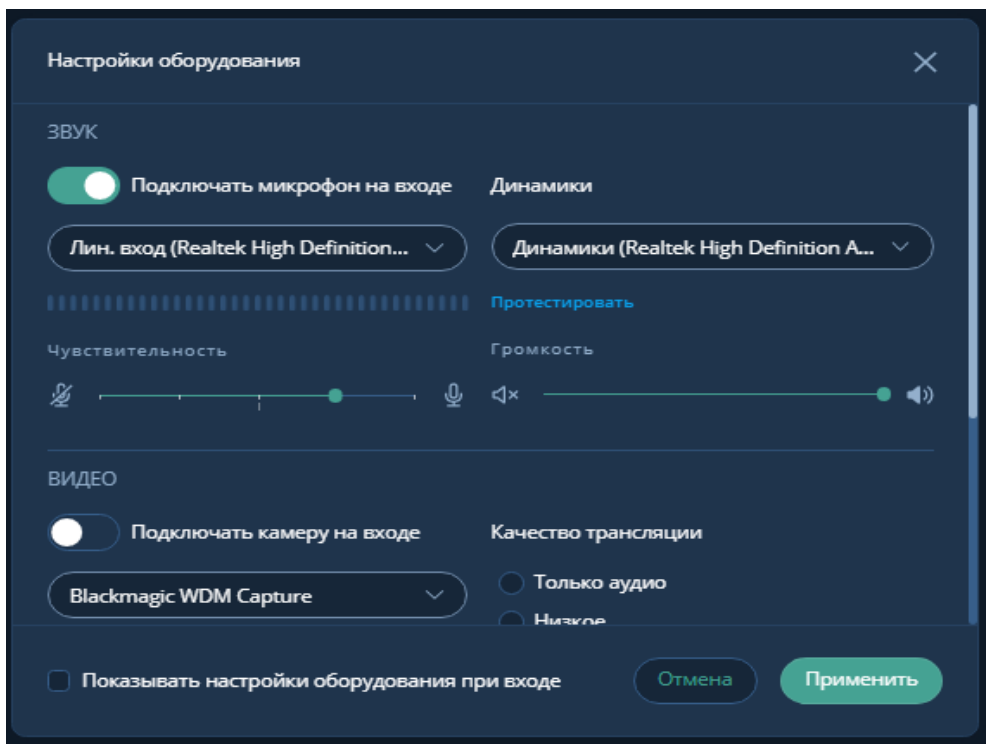 Настройки оборудования
ЗВУК
Подключать микрофон на входе
Динамики
Лин. вход (Realtek High Definition...
Динамики (Realtek High Definition A...
Протестировать
Чувствительность
Громкость
ВИДЕО
Подключать камеру на входе
Качество трансляции
Blackmagic WDM Capture
Только аудио
Низкое
Показывать настройки оборудования при входе
Отмена
Применить